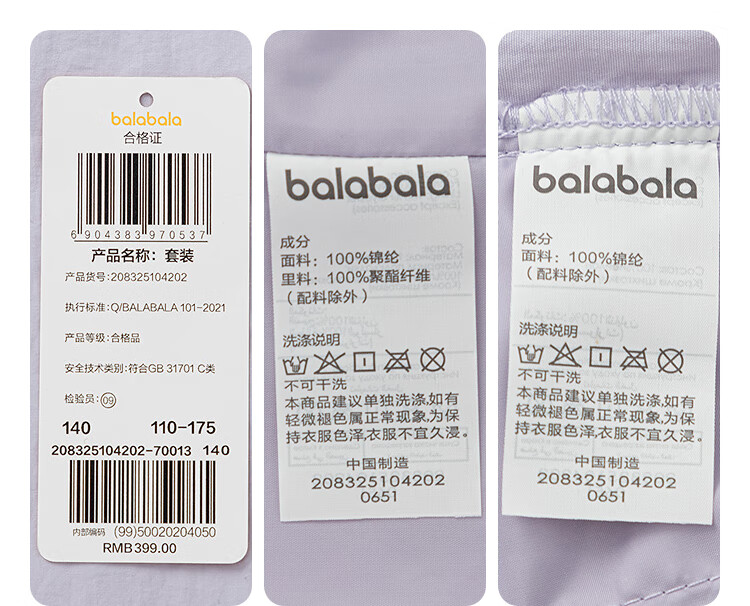 balabala
合格证
6 904383 970537
产品名称：套装
产品货号：208325104202
执行标准：Q/BALABALA 101-2021
产品等级：合格品
安全技术类别：符合GB 31701 C类
检验员：09
140 110-175
208325104202-70013 140
内部编码 (99)50020204050
RMB399.00
balabala
成分
面料：100%锦纶
里料：100%聚酯纤维
（配料除外）
洗涤说明
不可干洗
本商品建议单独洗涤,如有
轻微褪色属正常现象,为保
持衣服色泽,衣服不宜久浸。
中国制造
208325104202
0651
balabala
成分
面料：100%锦纶
（配料除外）
洗涤说明
不可干洗
本商品建议单独洗涤,如有
轻微褪色属正常现象,为保
持衣服色泽,衣服不宜久浸。
中国制造
208325104202
0651